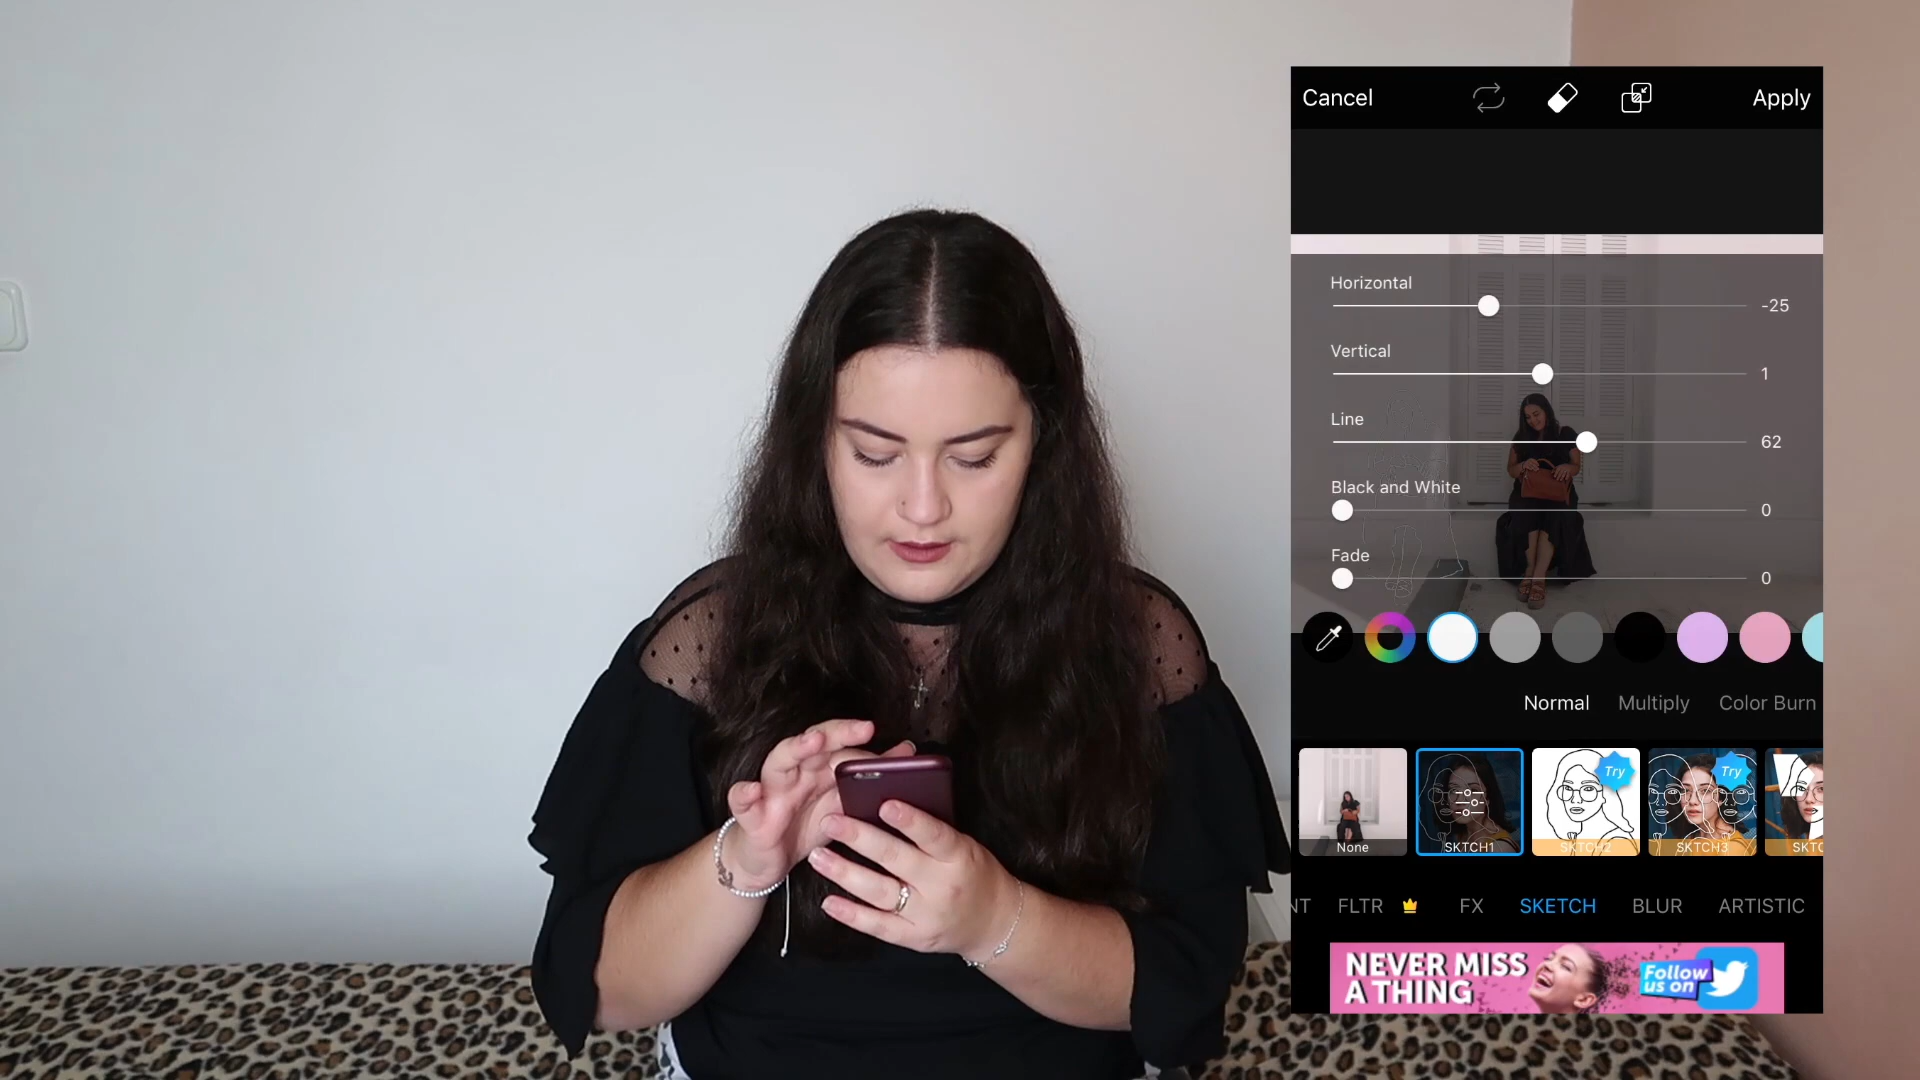 Cancel
Apply
Horizontal
-25
Vertical
1
Line
62
Black and White
0
Fade
0
Normal Multiply Color Burn
Try Try
None SKTCH1 SKTCH2 SKTCH3 SKTC
NT FLTR FX SKETCH BLUR ARTISTIC
NEVER MISS
A THING
Follow
us on